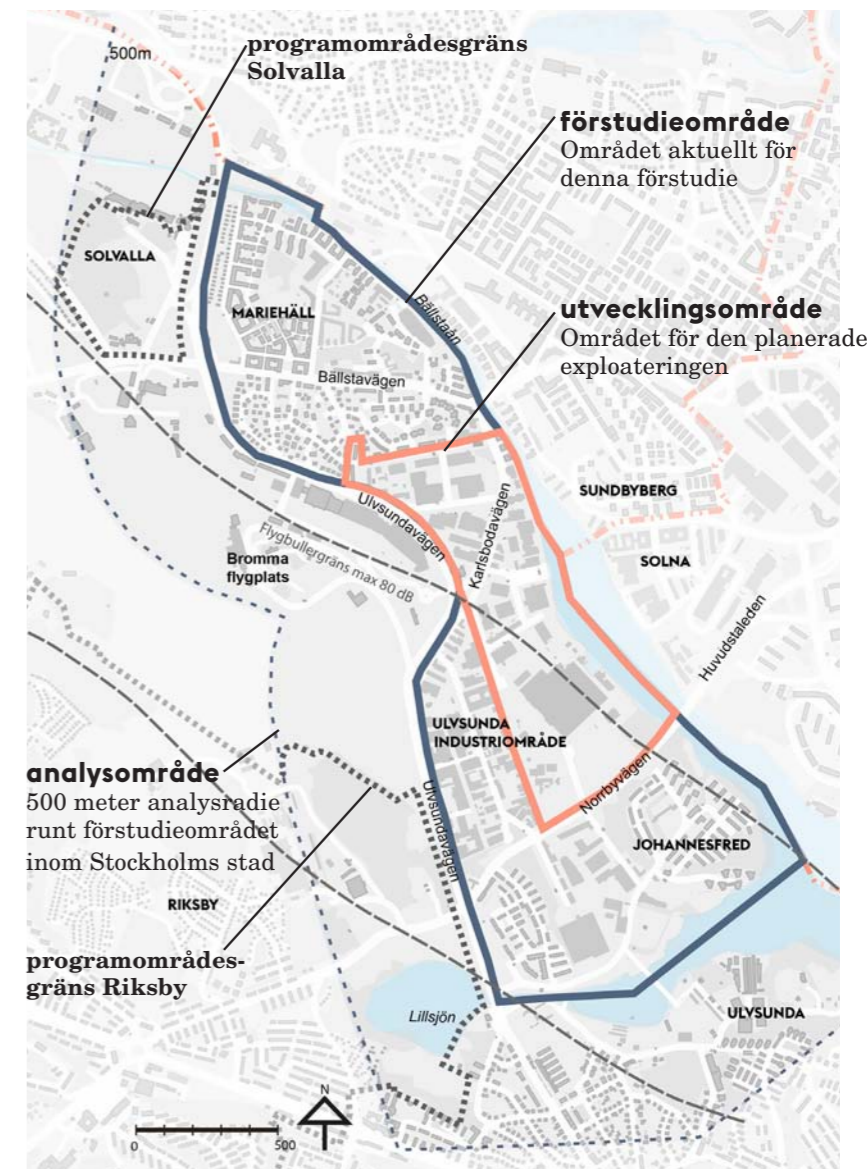 500m
programområdesgräns
Solvalla
förstudieområde
Området aktuellt för
denna förstudie
SOLVALLA
MARIEHÄLL
Bällstaån
utvecklingsområde
Området för den planerade
exploateringen
Bällstavägen
SUNDBYBERG
Ulvsundavägen
Karlsbodavägen
SOLNA
Flygbullergräns max 80 dB
Bromma
flygplats
Huvudstaleden
ULVSUNDA
INDUSTRIOMRÅDE
analysområde
500 meter analysradie
runt förstudieområdet
inom Stockholms stad
Ulvsundavägen
Norrbyvägen
JOHANNESFRED
RIKSBY
programområdes-
gräns Riksby
Lillsjön
ULVSUNDA
N
0 500